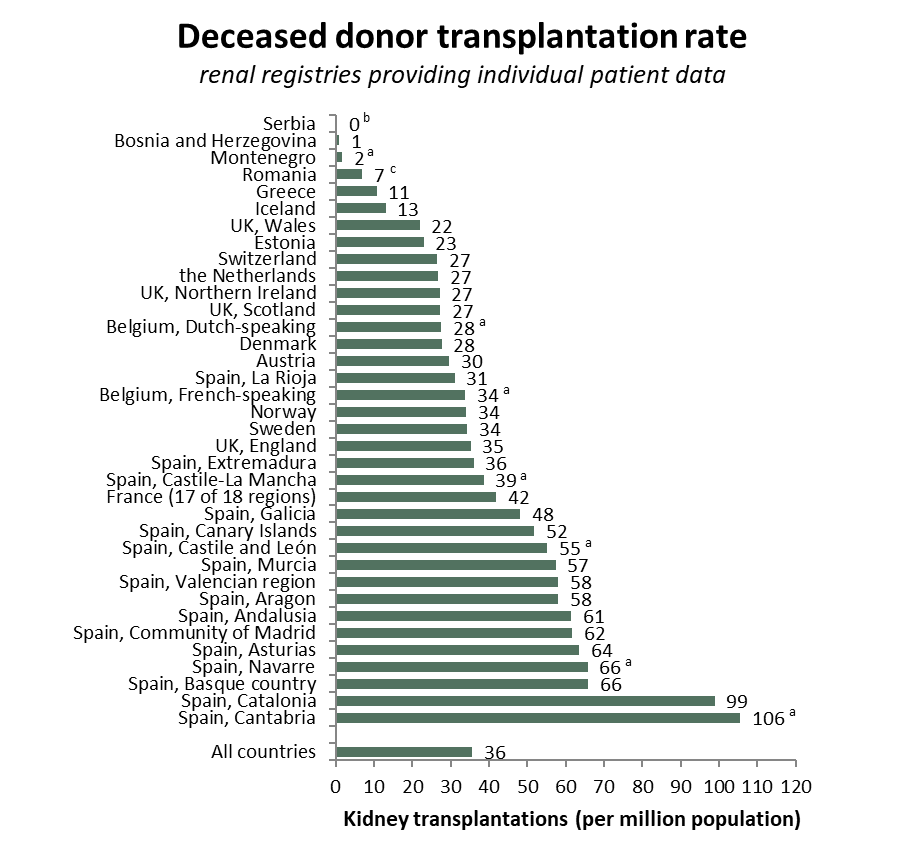 Deceased donor transplantation rate
renal registries providing individual patient data
Serbia 0 b
Bosnia and Herzegovina 1
Montenegro 2 a
Romania 7 c
Greece 11
Iceland 13
UK, Wales 22
Estonia 23
Switzerland 27
the Netherlands 27
UK, Northern Ireland 27
UK, Scotland 27
Belgium, Dutch-speaking 28 a
Denmark 28
Austria 30
Spain, La Rioja 31
Belgium, French-speaking 34 a
Norway 34
Sweden 34
UK, England 35
Spain, Extremadura 36
Spain, Castile-La Mancha 39 a
France (17 of 18 regions) 42
Spain, Galicia 48
Spain, Canary Islands 52
Spain, Castile and León 55 a
Spain, Murcia 57
Spain, Valencian region 58
Spain, Aragon 58
Spain, Andalusia 61
Spain, Community of Madrid 62
Spain, Asturias 64
Spain, Navarre 66 a
Spain, Basque country 66
Spain, Catalonia 99
Spain, Cantabria 106 a
All countries 36
0 10 20 30 40 50 60 70 80 90 100 110 120
Kidney transplantations (per million population)